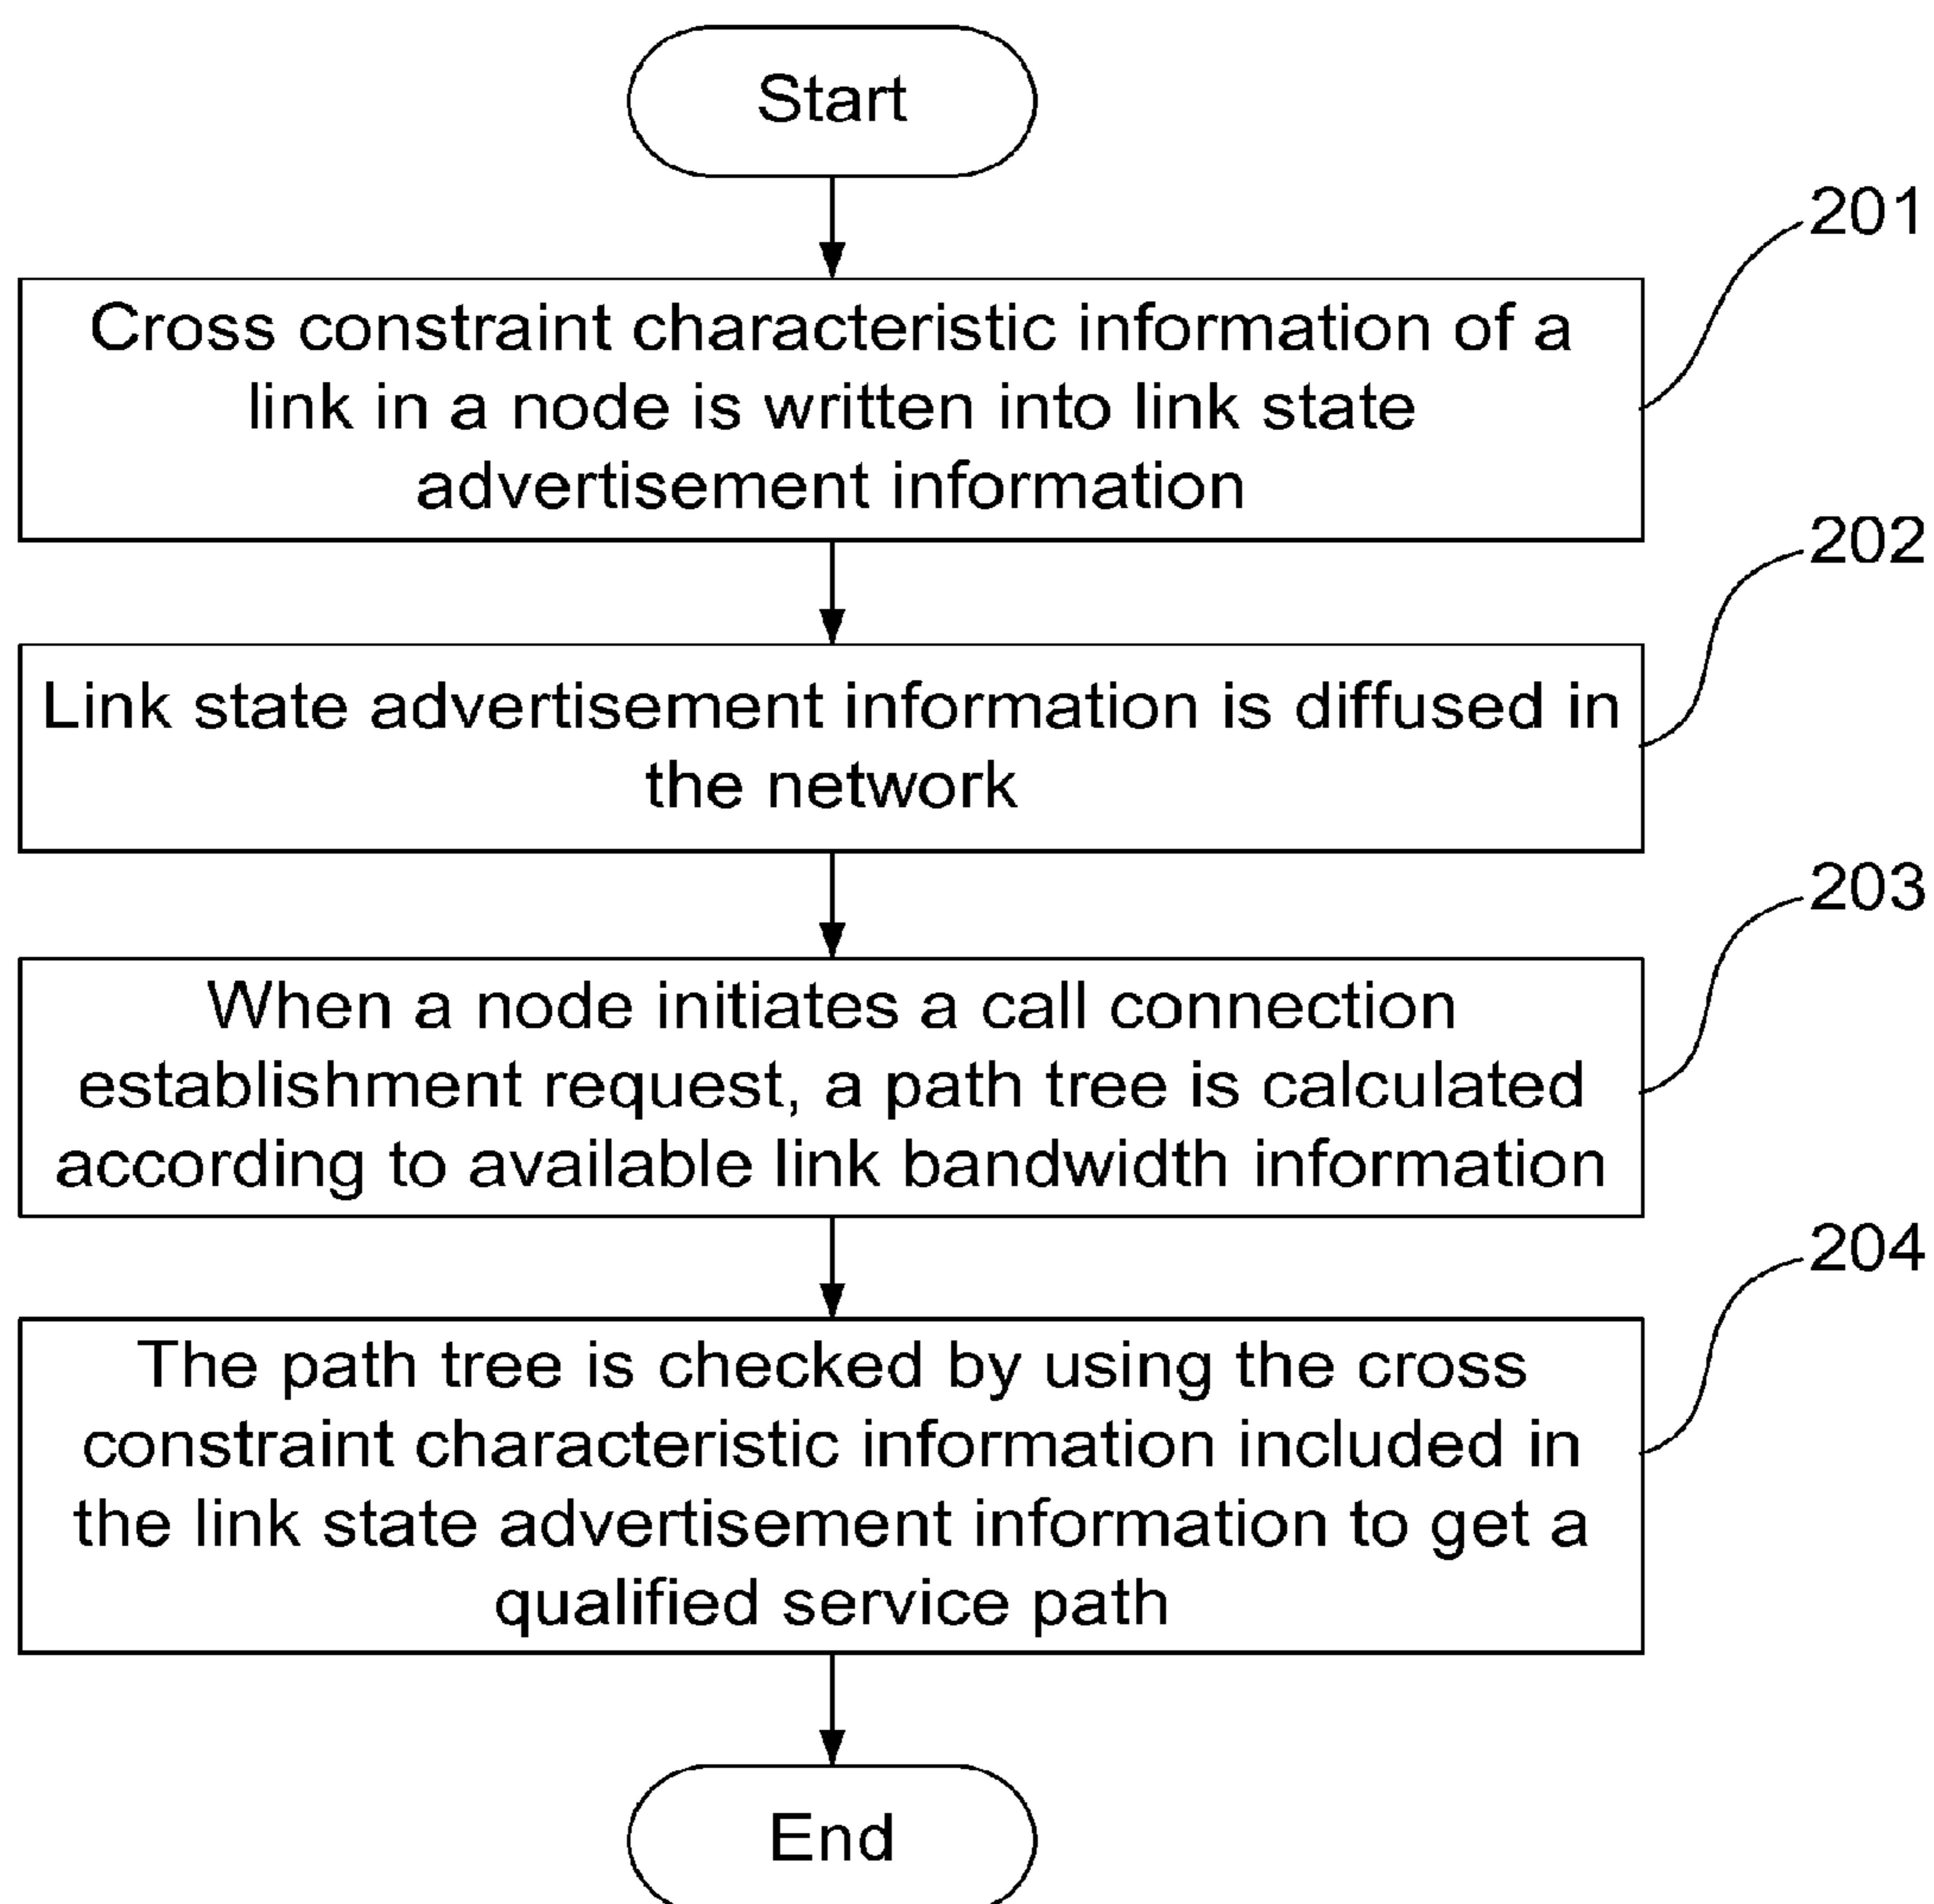 Start
201
Cross constraint characteristic information of a
link in a node is written into link state
advertisement information
202
Link state advertisement information is diffused in
the network
203
When a node initiates a call connection
establishment request, a path tree is calculated
according to available link bandwidth information
204
The path tree is checked by using the cross
constraint characteristic information included in
the link state advertisement information to get a
qualified service path
End